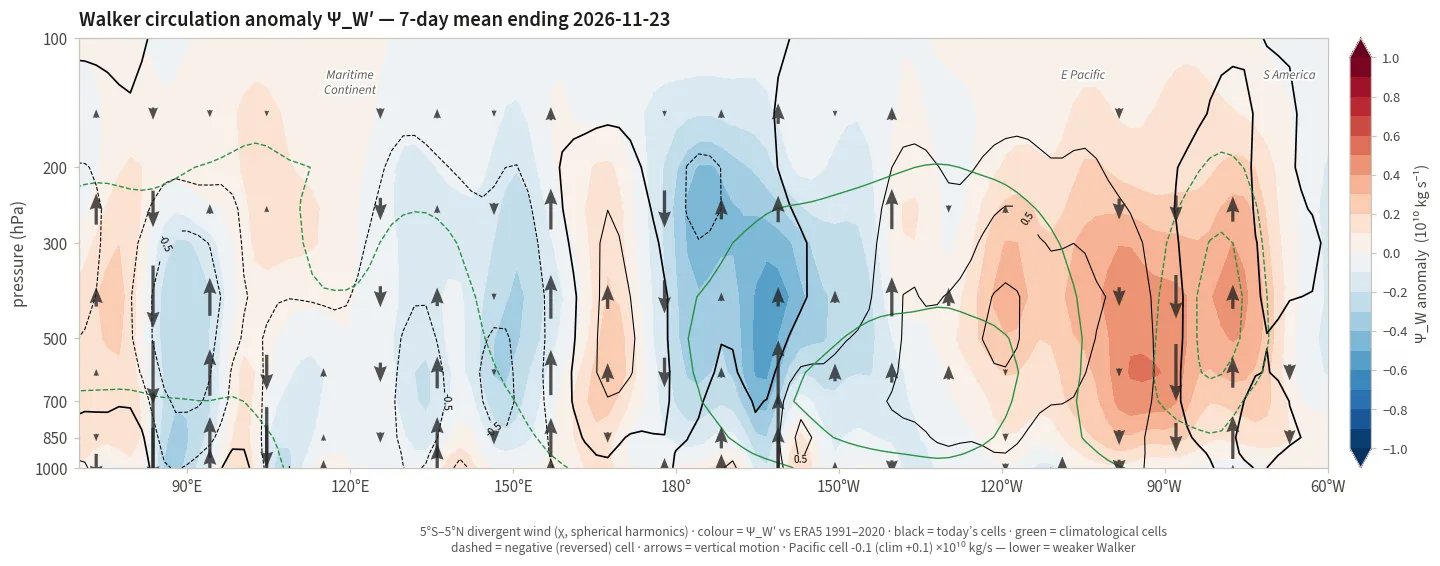 Walker circulation anomaly Ψ_W′ — 7-day mean ending 2026-11-23
100
200
300
400
500
700
850
1000
pressure (hPa)
Maritime
Continent
E Pacific
S America
-0.5
-0.5
-0.5
0.5
0.5
90°E
120°E
150°E
180°
150°W
120°W
90°W
60°W
1.0
0.8
0.6
0.4
0.2
0.0
−0.2
−0.4
−0.6
−0.8
−1.0
Ψ_W anomaly (10¹⁰ kg s⁻¹)
5°S–5°N divergent wind (χ, spherical harmonics) · colour = Ψ_W′ vs ERA5 1991–2020 · black = today's cells · green = climatological cells
dashed = negative (reversed) cell · arrows = vertical motion · Pacific cell -0.1 (clim +0.1) ×10¹⁰ kg/s — lower = weaker Walker